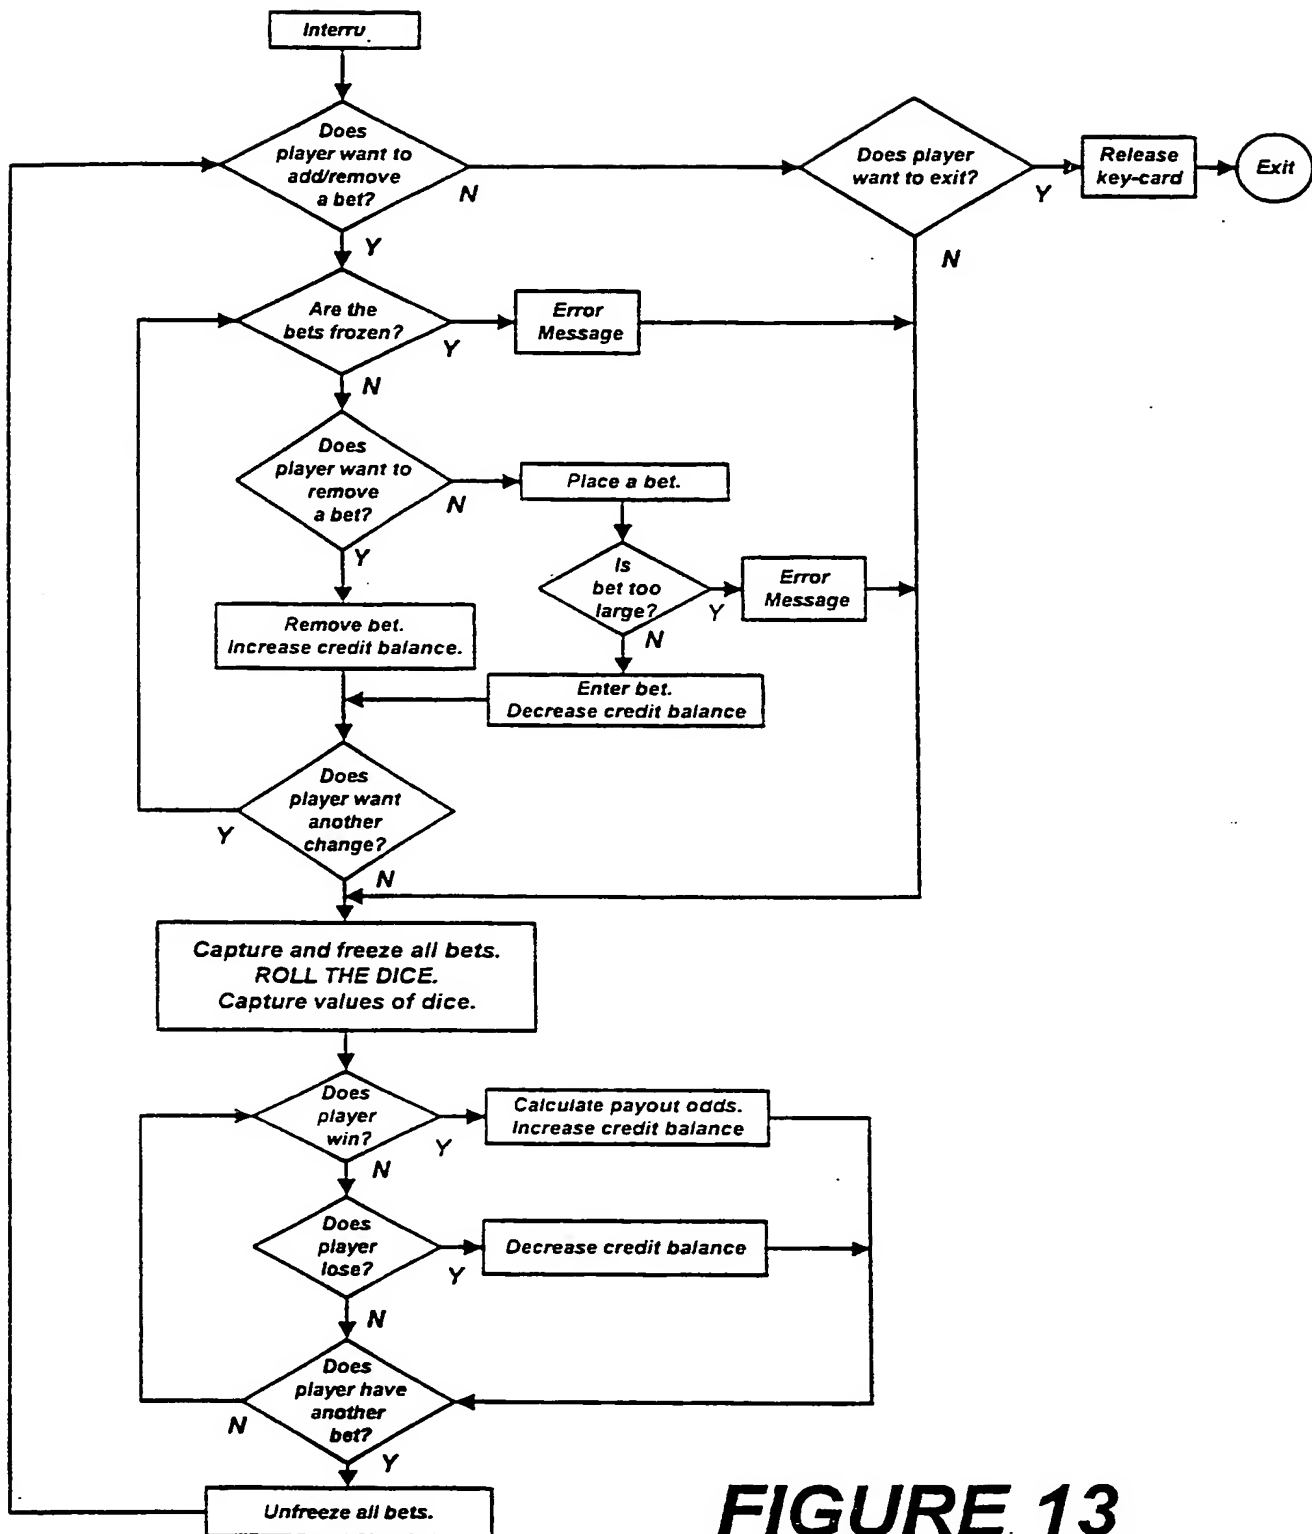 Interru
Does
player want to
add/remove
a bet?
N
Y
Does player
want to exit?
Y
N
Release
key-card
Exit
Are the
bets frozen?
Y
N
Error
Message
Does
player want to
remove
a bet?
N
Y
Place a bet.
Is
bet too
large?
Y
N
Error
Message
Remove bet.
Increase credit balance.
Enter bet.
Decrease credit balance
Does
player want
another
change?
Y
N
Capture and freeze all bets.
ROLL THE DICE.
Capture values of dice.
Does
player
win?
Y
N
Calculate payout odds.
Increase credit balance
Does
player
lose?
Y
N
Decrease credit balance
Does
player have
another
bet?
N
Y
Unfreeze all bets.
FIGURE 13